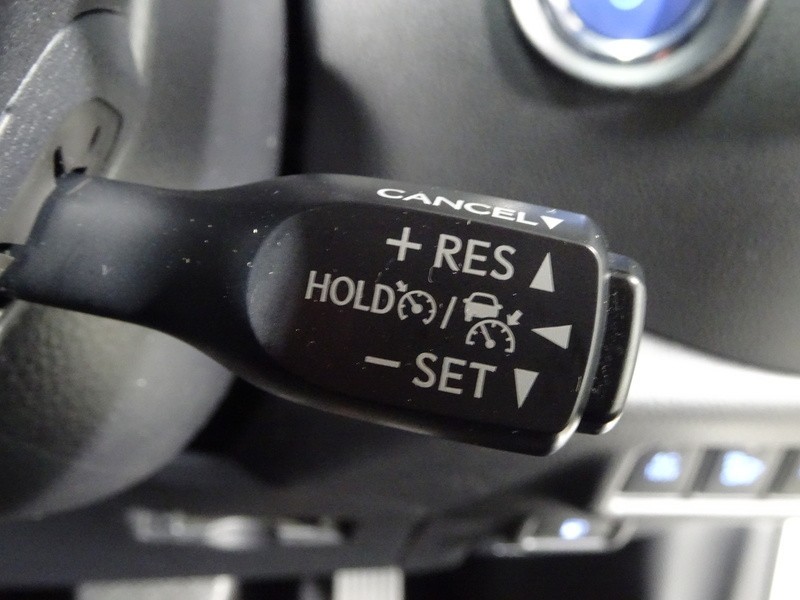 CANCEL▼
+ RES ▲
HOLD / ◀
– SET ▼